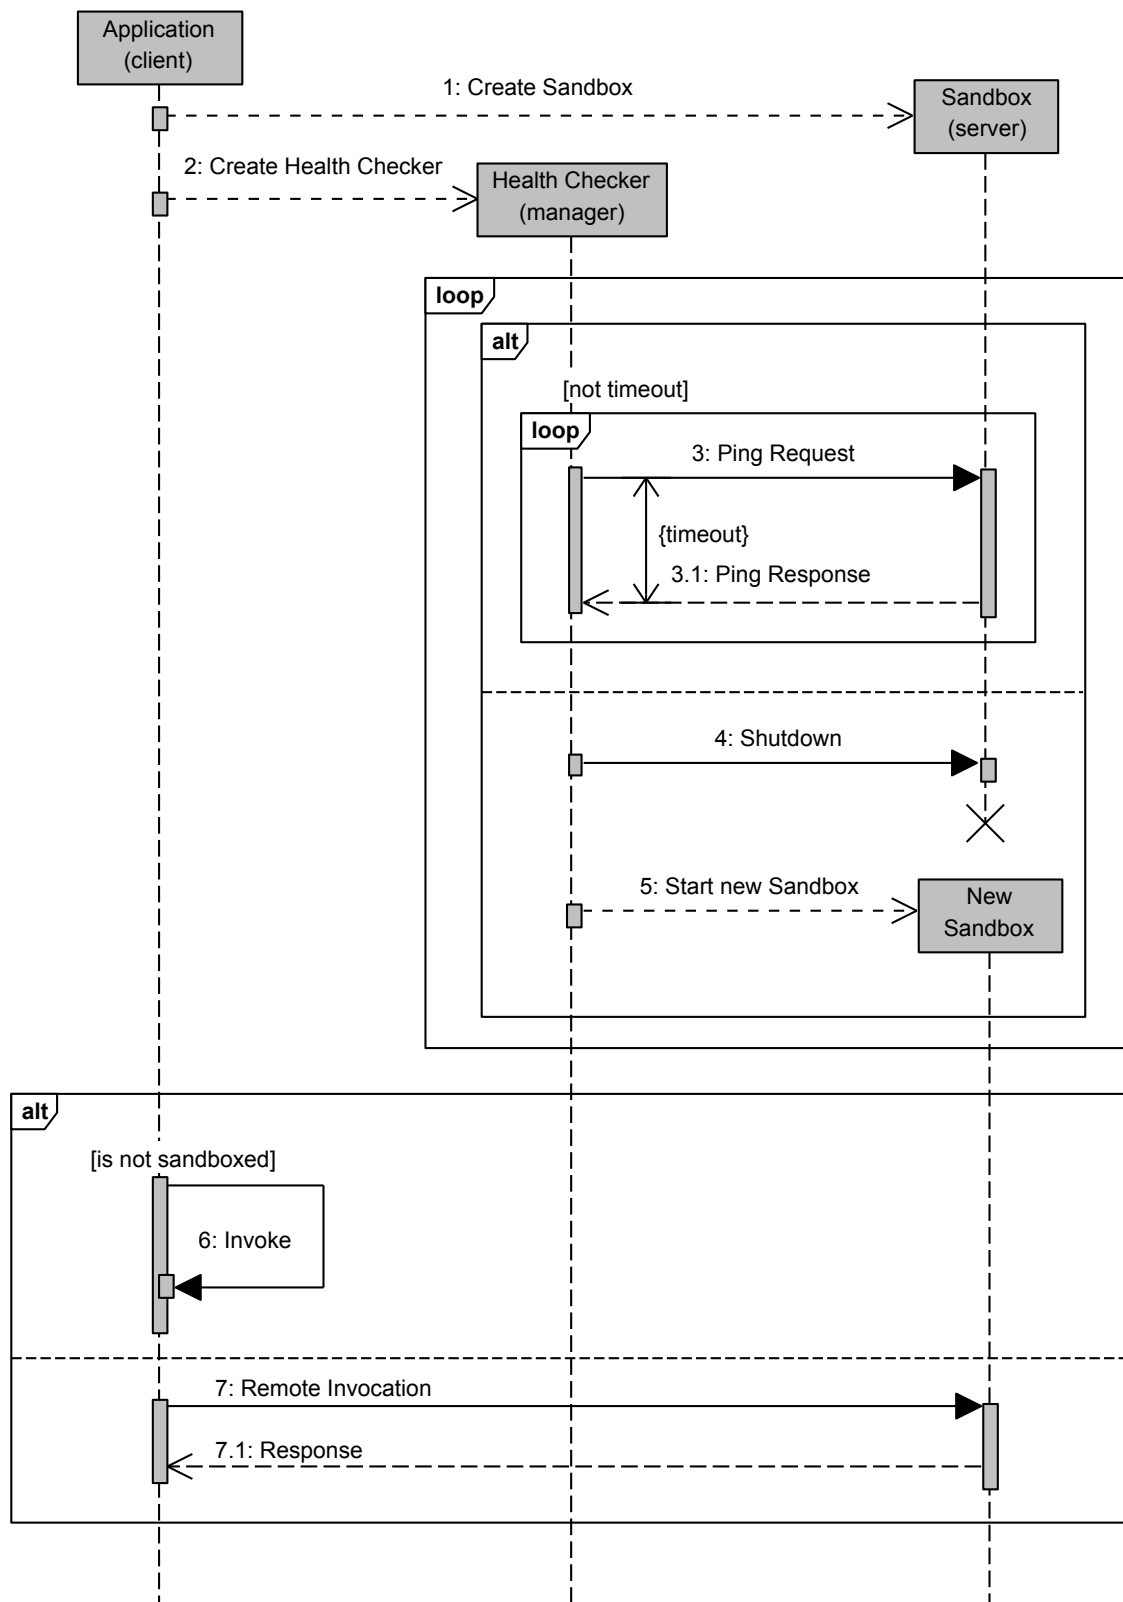 Application
(client)
1: Create Sandbox
Sandbox
(server)
2: Create Health Checker
Health Checker
(manager)
loop
alt
[not timeout]
loop
3: Ping Request
{timeout}
3.1: Ping Response
4: Shutdown
5: Start new Sandbox
New
Sandbox
alt
[is not sandboxed]
6: Invoke
7: Remote Invocation
7.1: Response